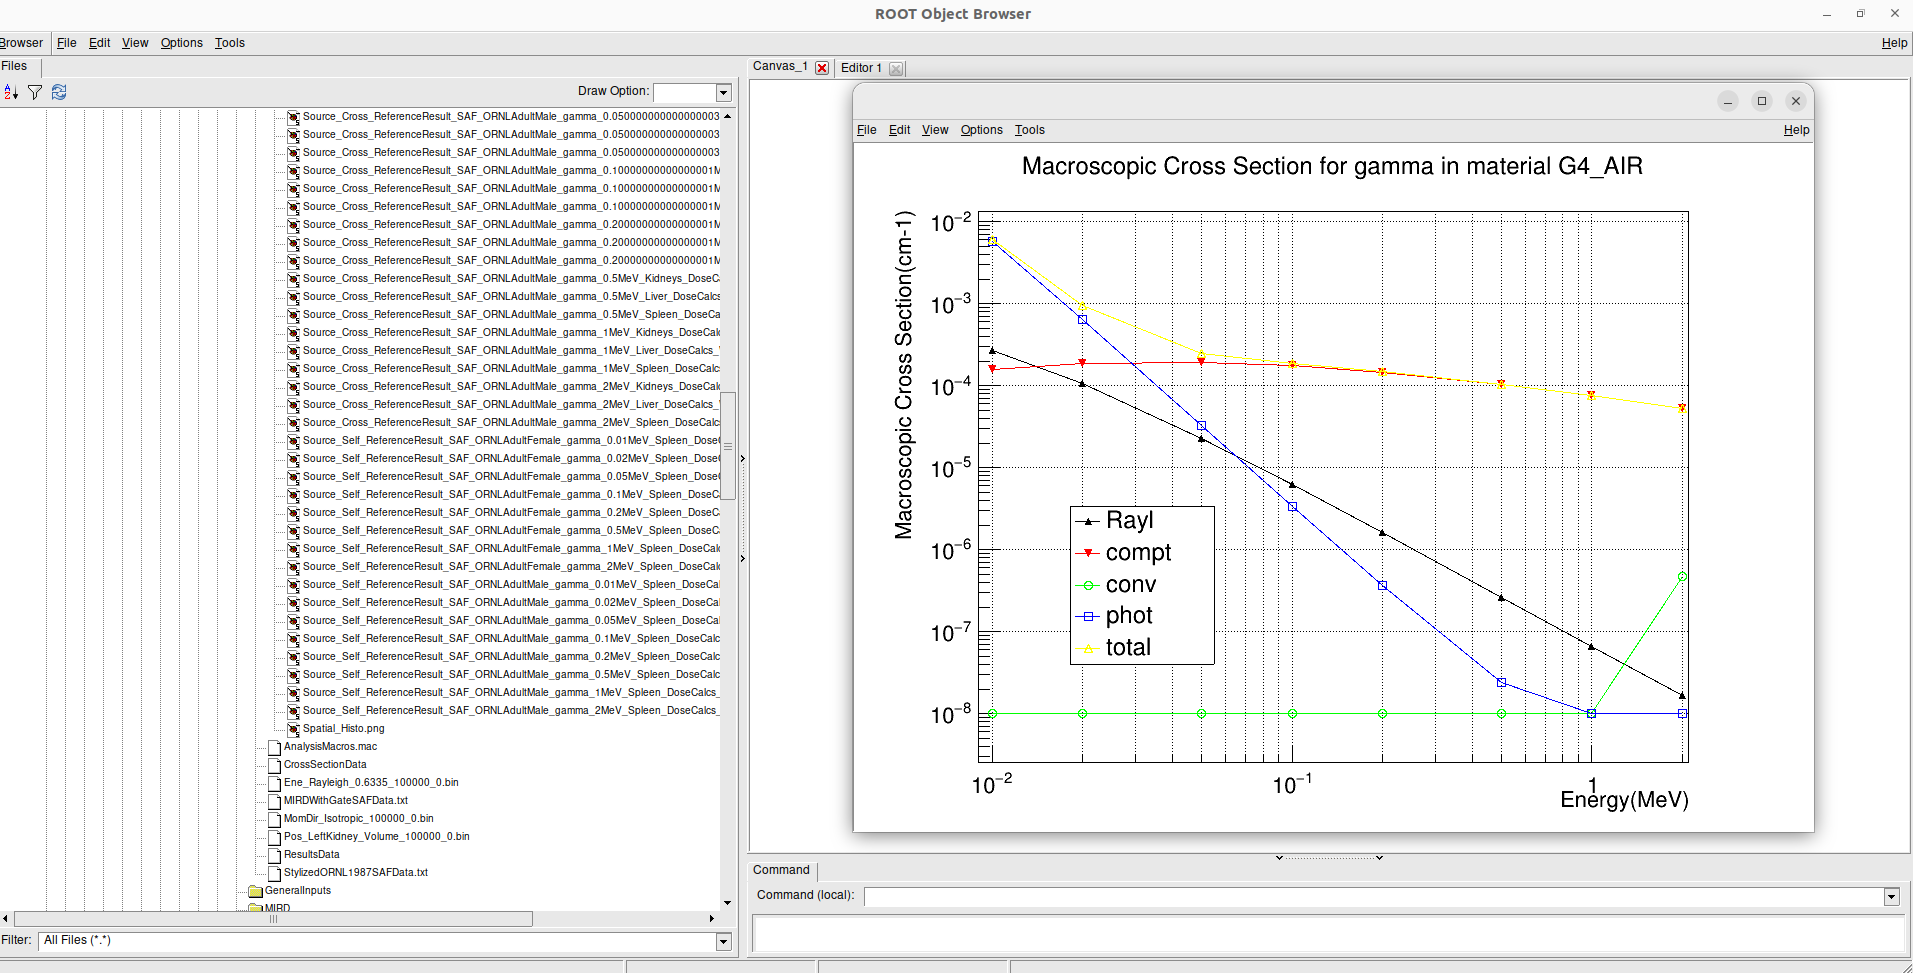 ROOT Object Browser
Browser File Edit View Options Tools Help
Files
Draw Option:
Source_Cross_ReferenceResult_SAF_ORNLAdultMale_gamma_0.050000000000000003
Source_Cross_ReferenceResult_SAF_ORNLAdultMale_gamma_0.050000000000000003
Source_Cross_ReferenceResult_SAF_ORNLAdultMale_gamma_0.050000000000000003
Source_Cross_ReferenceResult_SAF_ORNLAdultMale_gamma_0.10000000000000001M
Source_Cross_ReferenceResult_SAF_ORNLAdultMale_gamma_0.10000000000000001M
Source_Cross_ReferenceResult_SAF_ORNLAdultMale_gamma_0.10000000000000001M
Source_Cross_ReferenceResult_SAF_ORNLAdultMale_gamma_0.20000000000000001M
Source_Cross_ReferenceResult_SAF_ORNLAdultMale_gamma_0.20000000000000001M
Source_Cross_ReferenceResult_SAF_ORNLAdultMale_gamma_0.20000000000000001M
Source_Cross_ReferenceResult_SAF_ORNLAdultMale_gamma_0.5MeV_Kidneys_DoseCa
Source_Cross_ReferenceResult_SAF_ORNLAdultMale_gamma_0.5MeV_Liver_DoseCalcs
Source_Cross_ReferenceResult_SAF_ORNLAdultMale_gamma_0.5MeV_Spleen_DoseCa
Source_Cross_ReferenceResult_SAF_ORNLAdultMale_gamma_1MeV_Kidneys_DoseCal
Source_Cross_ReferenceResult_SAF_ORNLAdultMale_gamma_1MeV_Liver_DoseCalcs_
Source_Cross_ReferenceResult_SAF_ORNLAdultMale_gamma_1MeV_Spleen_DoseCalc
Source_Cross_ReferenceResult_SAF_ORNLAdultMale_gamma_2MeV_Kidneys_DoseCal
Source_Cross_ReferenceResult_SAF_ORNLAdultMale_gamma_2MeV_Liver_DoseCalcs_
Source_Cross_ReferenceResult_SAF_ORNLAdultMale_gamma_2MeV_Spleen_DoseCalc
Source_Self_ReferenceResult_SAF_ORNLAdultFemale_gamma_0.01MeV_Spleen_DoseC
Source_Self_ReferenceResult_SAF_ORNLAdultFemale_gamma_0.02MeV_Spleen_DoseC
Source_Self_ReferenceResult_SAF_ORNLAdultFemale_gamma_0.05MeV_Spleen_DoseC
Source_Self_ReferenceResult_SAF_ORNLAdultFemale_gamma_0.1MeV_Spleen_DoseCa
Source_Self_ReferenceResult_SAF_ORNLAdultFemale_gamma_0.2MeV_Spleen_DoseCa
Source_Self_ReferenceResult_SAF_ORNLAdultFemale_gamma_0.5MeV_Spleen_DoseCa
Source_Self_ReferenceResult_SAF_ORNLAdultFemale_gamma_1MeV_Spleen_DoseCal
Source_Self_ReferenceResult_SAF_ORNLAdultFemale_gamma_2MeV_Spleen_DoseCal
Source_Self_ReferenceResult_SAF_ORNLAdultMale_gamma_0.01MeV_Spleen_DoseCal
Source_Self_ReferenceResult_SAF_ORNLAdultMale_gamma_0.02MeV_Spleen_DoseCal
Source_Self_ReferenceResult_SAF_ORNLAdultMale_gamma_0.05MeV_Spleen_DoseCal
Source_Self_ReferenceResult_SAF_ORNLAdultMale_gamma_0.1MeV_Spleen_DoseCalc
Source_Self_ReferenceResult_SAF_ORNLAdultMale_gamma_0.2MeV_Spleen_DoseCalc
Source_Self_ReferenceResult_SAF_ORNLAdultMale_gamma_0.5MeV_Spleen_DoseCalc
Source_Self_ReferenceResult_SAF_ORNLAdultMale_gamma_1MeV_Spleen_DoseCalcs_
Source_Self_ReferenceResult_SAF_ORNLAdultMale_gamma_2MeV_Spleen_DoseCalcs_
Spatial_Histo.png
AnalysisMacros.mac
CrossSectionData
Ene_Rayleigh_0.6335_100000_0.bin
MIRDWithGateSAFData.txt
MomDir_Isotropic_100000_0.bin
Pos_LeftKidney_Volume_100000_0.bin
ResultsData
StylizedORNL1987SAFData.txt
GeneralInputs
MIRD
Filter: All Files (*.*)
Canvas_1 Editor 1
File Edit View Options Tools Help
Macroscopic Cross Section for gamma in material G4_AIR
Macroscopic Cross Section(cm-1)
10−2
10−3
10−4
10−5
10−6
10−7
10−8
Rayl
compt
conv
phot
total
10−2 10−1 1
Energy(MeV)
Command
Command (local):